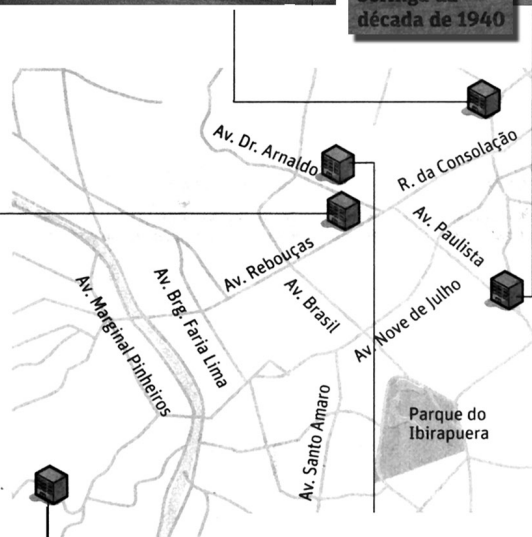 década de 1940
Av. Dr. Arnaldo
R. da Consolação
Av. Paulista
Av. Rebouças
Av. Brasil
Av. Nove de Julho
Av. Brg. Faria Lima
Av. Marginal Pinheiros
Av. Santo Amaro
Parque do
Ibirapuera